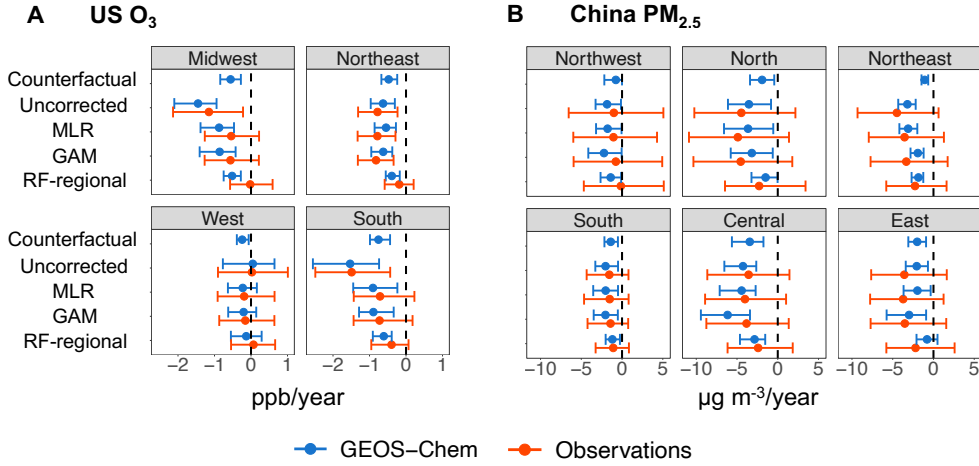 A US O₃
B China PM₂.₅
Midwest Northeast
Northwest North Northeast
Counterfactual
Uncorrected
MLR
GAM
RF-regional
West South
South Central East
Counterfactual
Uncorrected
MLR
GAM
RF-regional
−2 −1 0 1 −2 −1 0 1
−10 −5 0 5 −10 −5 0 5 −10 −5 0 5
ppb/year
μg m⁻³/year
GEOS−Chem Observations